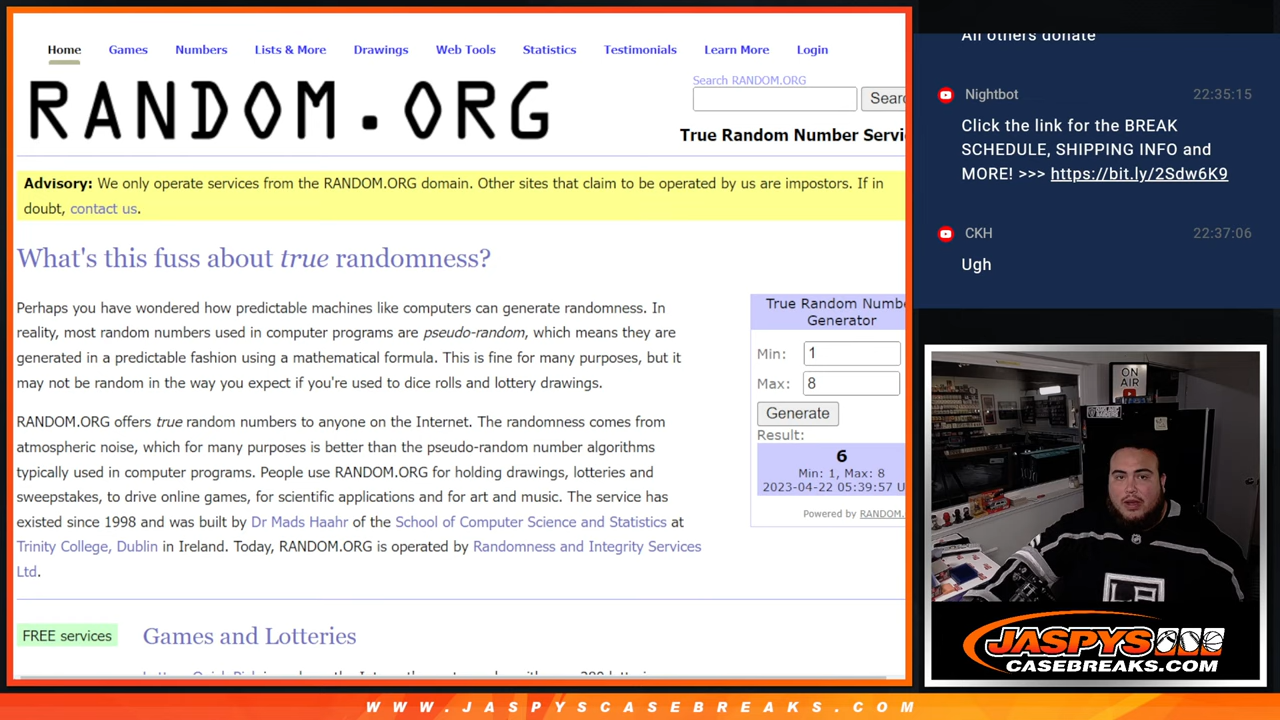 Home Games Numbers Lists & More Drawings Web Tools Statistics Testimonials Learn More Login
RANDOM.ORG
Search RANDOM.ORG
Searc
True Random Number Servi
Advisory: We only operate services from the RANDOM.ORG domain. Other sites that claim to be operated by us are impostors. If in
doubt, contact us.
What's this fuss about true randomness?
Perhaps you have wondered how predictable machines like computers can generate randomness. In
reality, most random numbers used in computer programs are pseudo-random, which means they are
generated in a predictable fashion using a mathematical formula. This is fine for many purposes, but it
may not be random in the way you expect if you're used to dice rolls and lottery drawings.
RANDOM.ORG offers true random numbers to anyone on the Internet. The randomness comes from
atmospheric noise, which for many purposes is better than the pseudo-random number algorithms
typically used in computer programs. People use RANDOM.ORG for holding drawings, lotteries and
sweepstakes, to drive online games, for scientific applications and for art and music. The service has
existed since 1998 and was built by Dr Mads Haahr of the School of Computer Science and Statistics at
Trinity College, Dublin in Ireland. Today, RANDOM.ORG is operated by Randomness and Integrity Services
Ltd.
True Random Numbe
Generator
Min: 1
Max: 8
Generate
Result:
6
Min: 1, Max: 8
2023-04-22 05:39:57 U
Powered by RANDOM.
FREE services
Games and Lotteries
All others donate
Nightbot 22:35:15
Click the link for the BREAK
SCHEDULE, SHIPPING INFO and
MORE! >>> https://bit.ly/2Sdw6K9
CKH 22:37:06
Ugh
ON
AIR
LA
JASPYS
CASEBREAKS.COM
WWW.JASPYSCASEBREAKS.COM